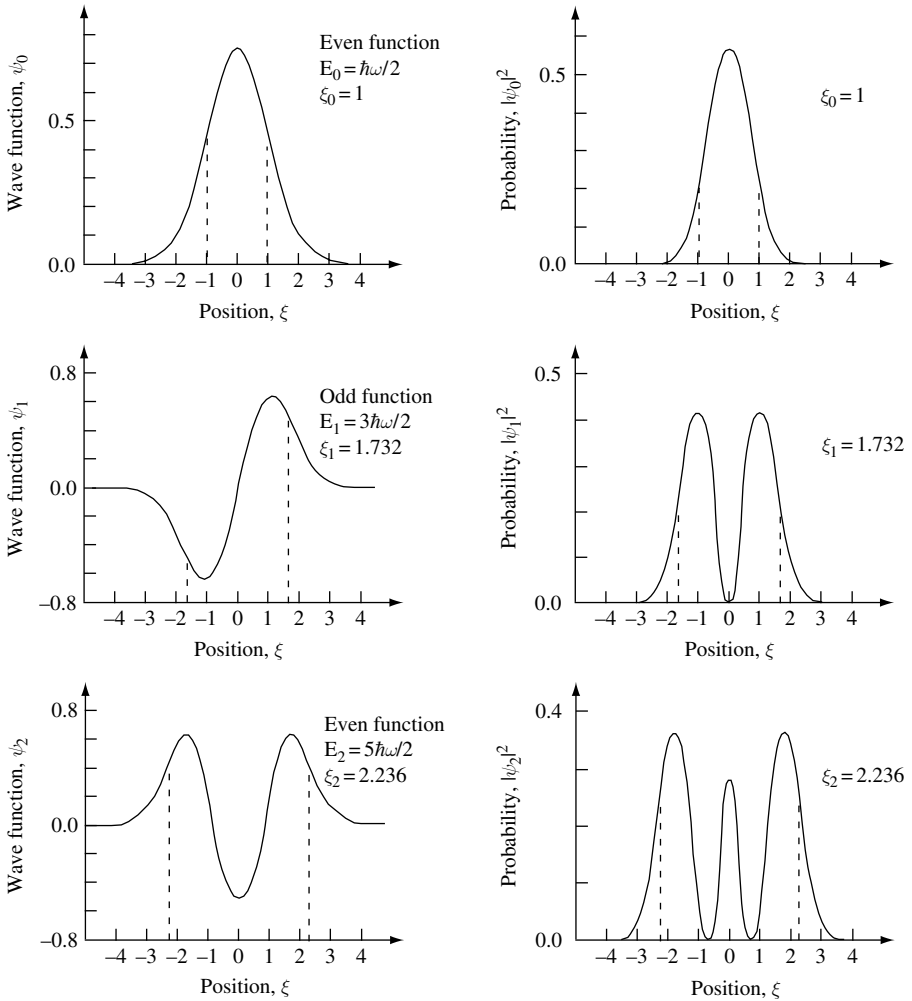 Wave function, ψ₀
0.5
0.0
Even function
E₀ = ℏω/2
ξ₀ = 1
−4 −3 −2 −1 0 1 2 3 4
Position, ξ
Probability, |ψ₀|²
0.5
0.0
ξ₀ = 1
−4 −3 −2 −1 0 1 2 3 4
Position, ξ
Wave function, ψ₁
0.8
0.0
−0.8
Odd function
E₁ = 3ℏω/2
ξ₁ = 1.732
−4 −3 −2 −1 0 1 2 3 4
Position, ξ
Probability, |ψ₁|²
0.5
0.0
ξ₁ = 1.732
−4 −3 −2 −1 0 1 2 3 4
Position, ξ
Wave function, ψ₂
0.8
0.0
−0.8
Even function
E₂ = 5ℏω/2
ξ₂ = 2.236
−4 −3 −2 −1 0 1 2 3 4
Position, ξ
Probability, |ψ₂|²
0.4
0.0
ξ₂ = 2.236
−4 −3 −2 −1 0 1 2 3 4
Position, ξ